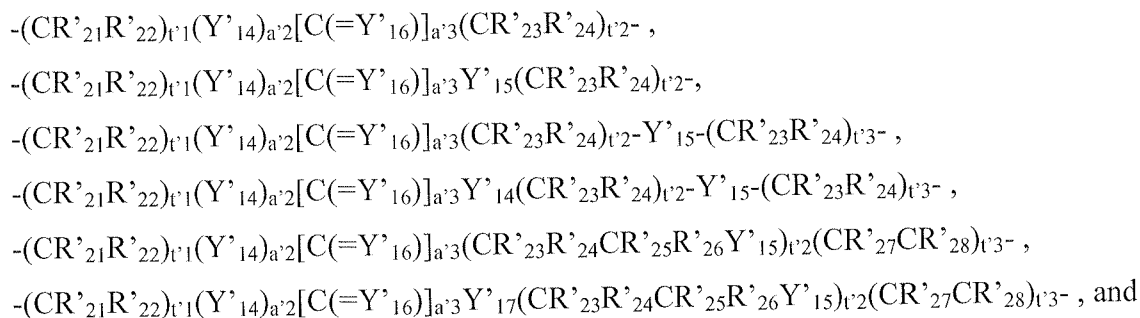 -(CR’21R’22)t’1(Y’14)a’2[C(=Y’16)]a’3(CR’23R’24)t’2- ,
-(CR’21R’22)t’1(Y’14)a’2[C(=Y’16)]a’3Y’15(CR’23R’24)t’2-,
-(CR’21R’22)t’1(Y’14)a’2[C(=Y’16)]a’3(CR’23R’24)t’2-Y’15-(CR’23R’24)t’3- ,
-(CR’21R’22)t’1(Y’14)a’2[C(=Y’16)]a’3Y’14(CR’23R’24)t’2-Y’15-(CR’23R’24)t’3- ,
-(CR’21R’22)t’1(Y’14)a’2[C(=Y’16)]a’3(CR’23R’24CR’25R’26Y’15)t’2(CR’27CR’28)t’3- ,
-(CR’21R’22)t’1(Y’14)a’2[C(=Y’16)]a’3Y’17(CR’23R’24CR’25R’26Y’15)t’2(CR’27CR’28)t’3- , and